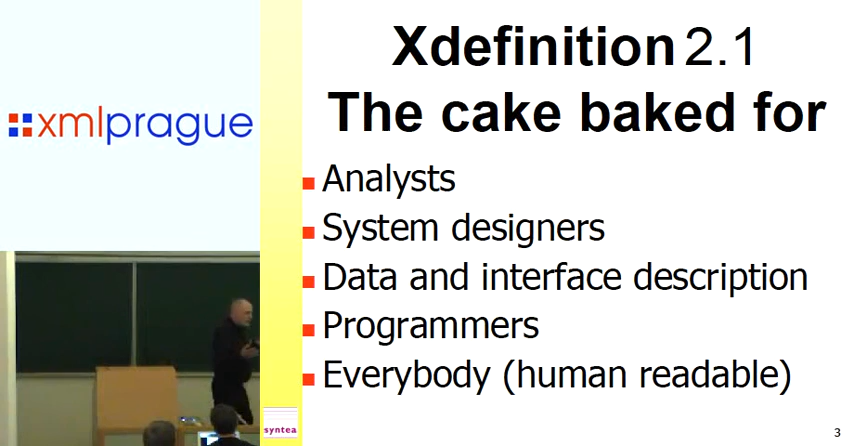 xmlprague
Xdefinition 2.1
The cake baked for
Analysts
System designers
Data and interface description
Programmers
Everybody (human readable)
syntea
3